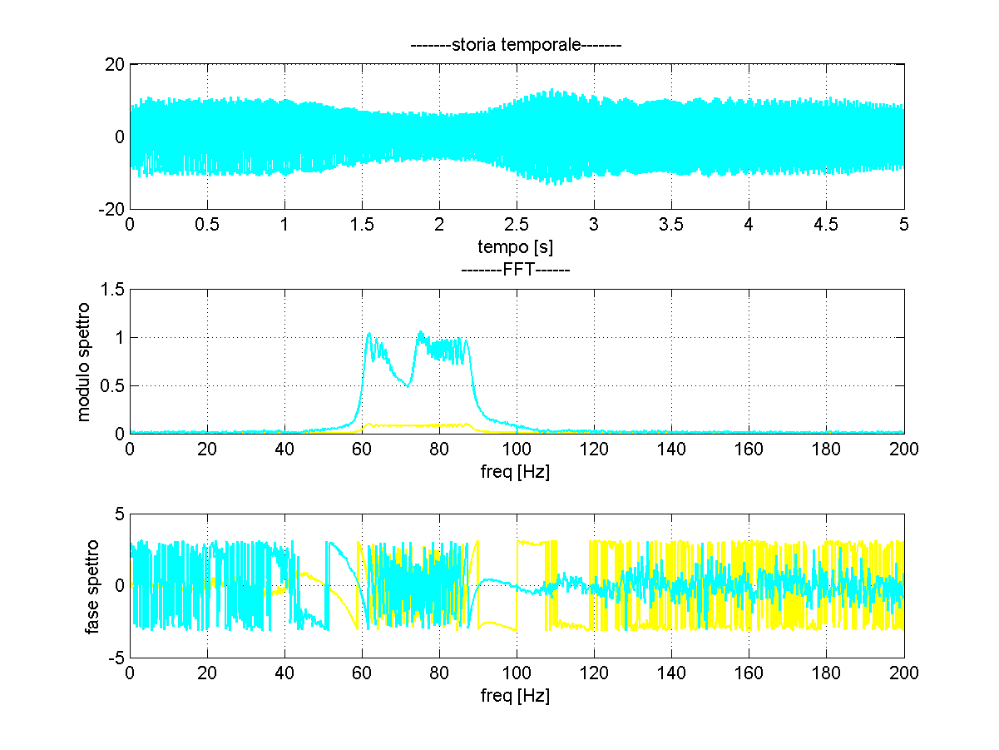 -------storia temporale-------
20
0
-20
0 0.5 1 1.5 2 2.5 3 3.5 4 4.5 5
tempo [s]
-------FFT------
modulo spettro
1.5
1
0.5
0
0 20 40 60 80 100 120 140 160 180 200
freq [Hz]
fase spettro
5
0
-5
0 20 40 60 80 100 120 140 160 180 200
freq [Hz]